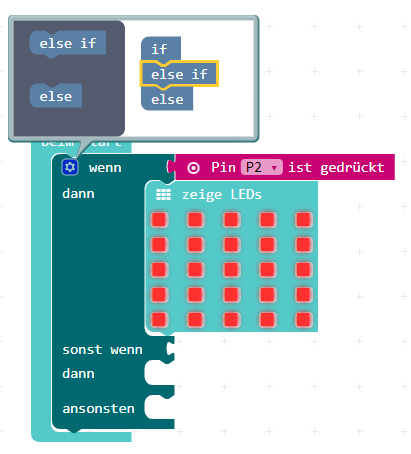 else if
else
if
else if
else
beim Start
wenn
Pin P2 ist gedrückt
dann
zeige LEDs
sonst wenn
dann
ansonsten